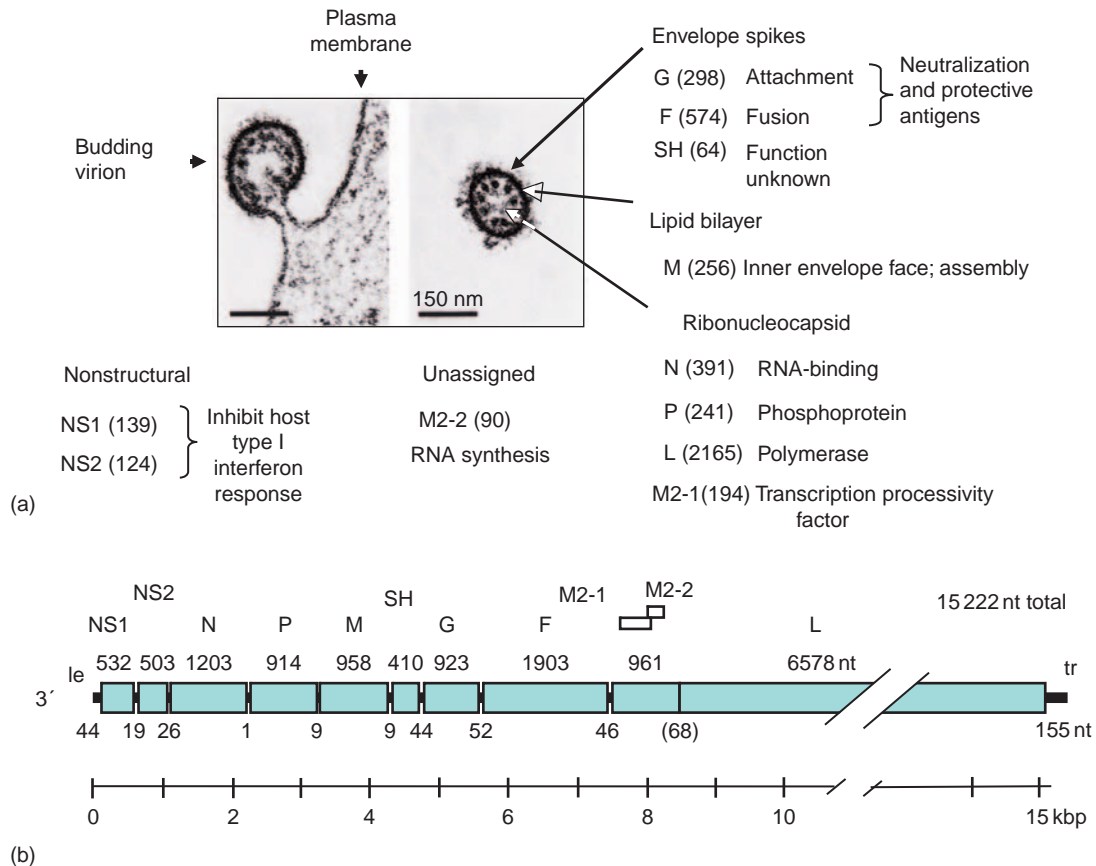 Plasma
membrane
Budding
virion
150 nm
Envelope spikes
G (298) Attachment
F (574) Fusion
Neutralization
and protective
antigens
SH (64) Function
unknown
Lipid bilayer
M (256) Inner envelope face; assembly
Ribonucleocapsid
N (391) RNA-binding
P (241) Phosphoprotein
L (2165) Polymerase
M2-1(194) Transcription processivity
factor
Nonstructural
NS1 (139)
NS2 (124)
Inhibit host
type I
interferon
response
Unassigned
M2-2 (90)
RNA synthesis
(a)
NS2 SH M2-1 M2-2 15 222 nt total
NS1 N P M G F L
le 532 503 1203 914 958 410 923 1903 961 6578 nt tr
3´
44 19 26 1 9 9 44 52 46 (68) 155 nt
0 2 4 6 8 10 15 kbp
(b)